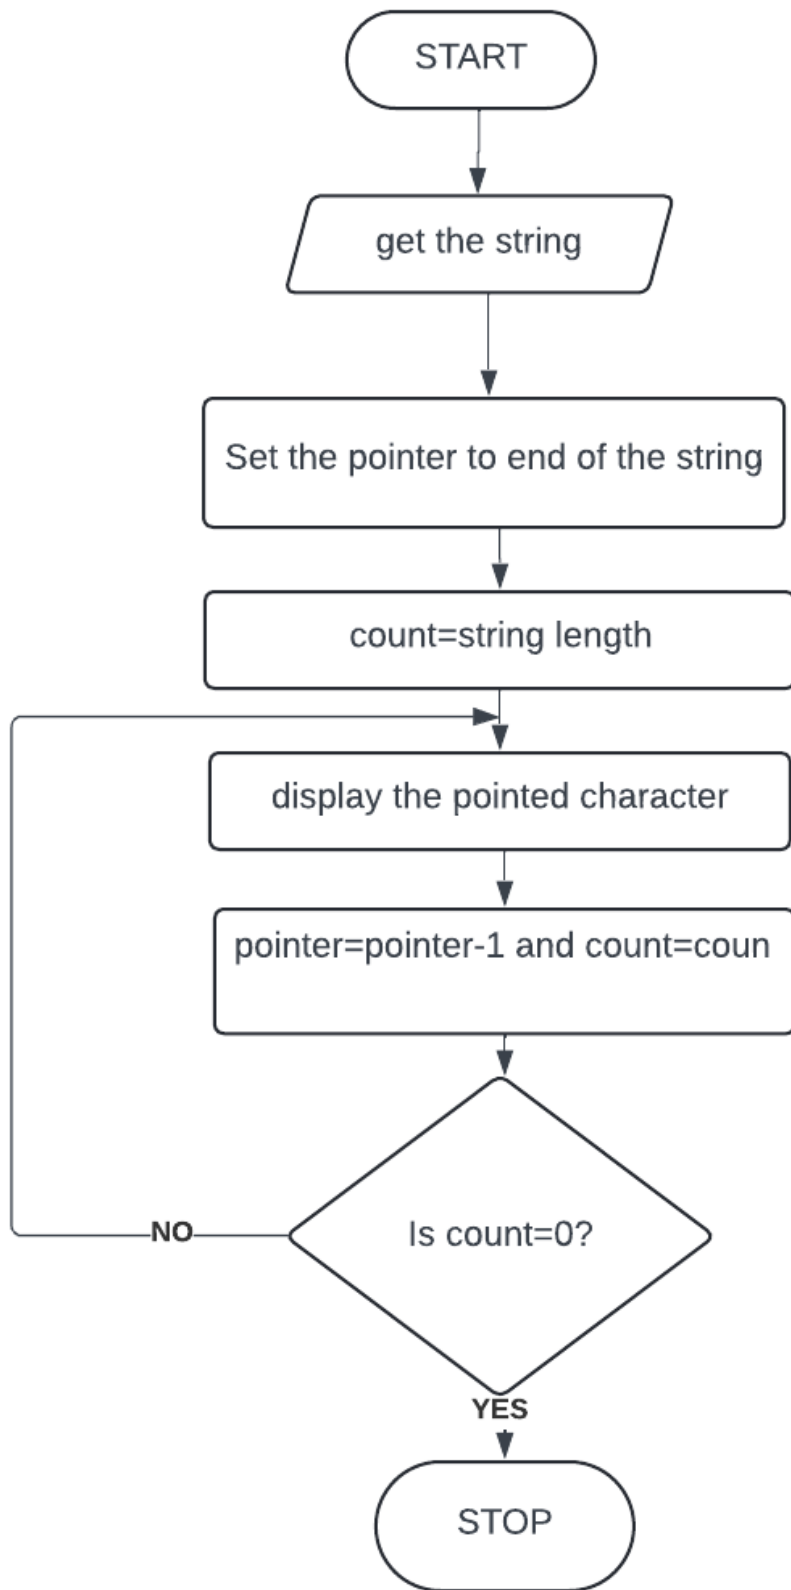 START
get the string
Set the pointer to end of the string
count=string length
display the pointed character
pointer=pointer-1 and count=coun
Is count=0?
NO
YES
STOP